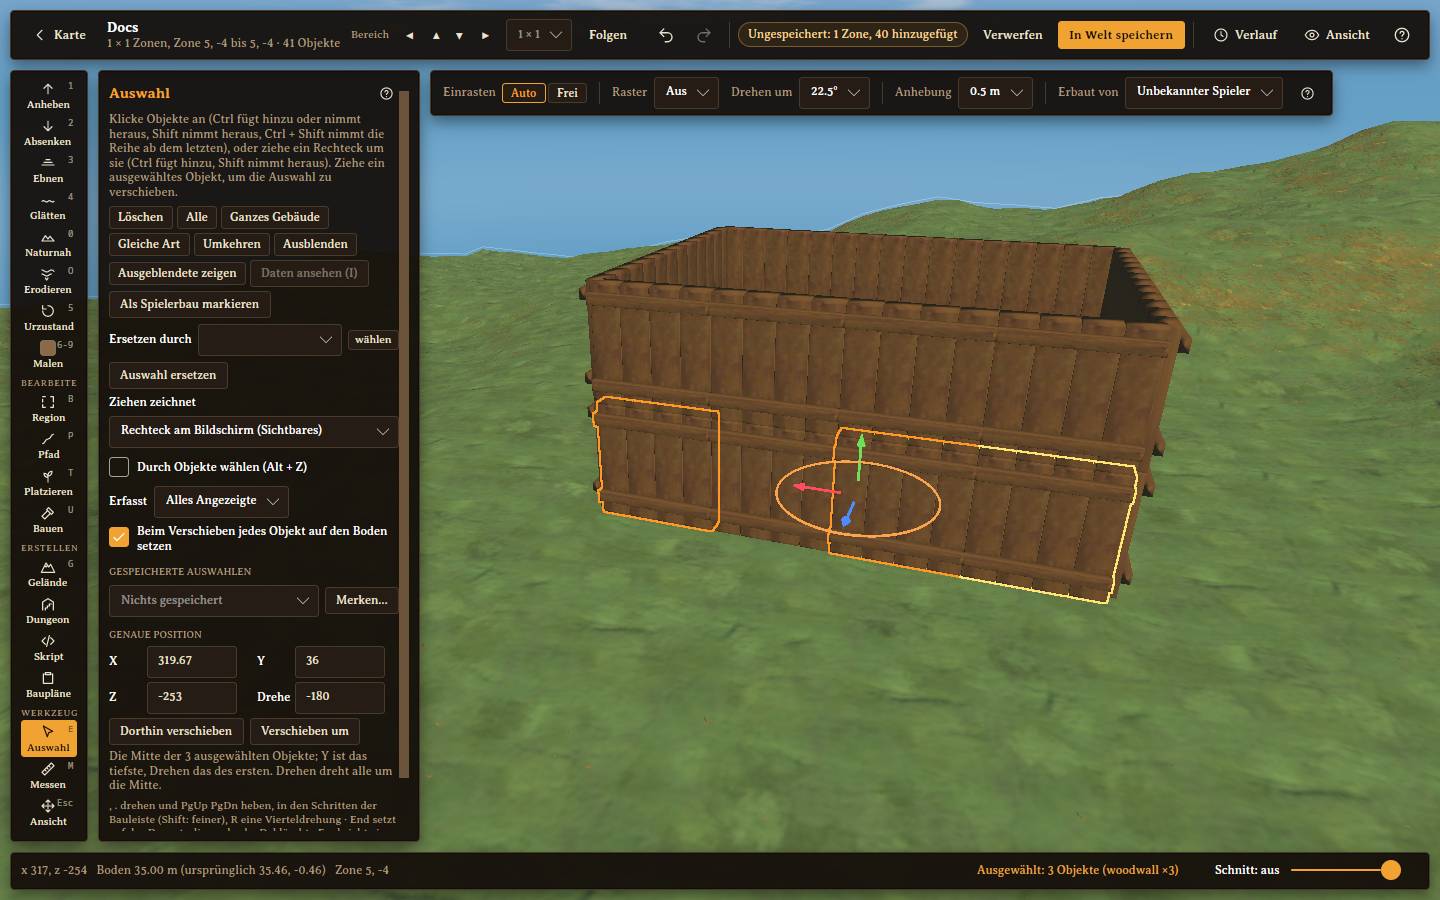 Karte
Docs
1 × 1 Zonen, Zone 5, -4 bis 5, -4 · 41 Objekte
Bereich
1 × 1
Folgen
Ungespeichert: 1 Zone, 40 hinzugefügt
Verwerfen
In Welt speichern
Verlauf
Ansicht
1
Anheben
2
Absenken
3
Ebnen
4
Glätten
0
Naturnah
O
Erodieren
5
Urzustand
6-9
Malen
BEARBEITE
B
Region
P
Pfad
T
Platzieren
U
Bauen
ERSTELLEN
G
Gelände
Dungeon
Skript
Baupläne
WERKZEUG
E
Auswahl
M
Messen
Esc
Ansicht
Auswahl
Klicke Objekte an (Ctrl fügt hinzu oder nimmt
heraus, Shift nimmt heraus, Ctrl + Shift nimmt die
Reihe ab dem letzten), oder ziehe ein Rechteck um
sie (Ctrl fügt hinzu, Shift nimmt heraus). Ziehe ein
ausgewähltes Objekt, um die Auswahl zu
verschieben.
Löschen
Alle
Ganzes Gebäude
Gleiche Art
Umkehren
Ausblenden
Ausgeblendete zeigen
Daten ansehen (I)
Als Spielerbau markieren
Ersetzen durch
wählen
Auswahl ersetzen
Ziehen zeichnet
Rechteck am Bildschirm (Sichtbares)
Durch Objekte wählen (Alt + Z)
Erfasst
Alles Angezeigte
Beim Verschieben jedes Objekt auf den Boden
setzen
GESPEICHERTE AUSWAHLEN
Nichts gespeichert
Merken...
GENAUE POSITION
X
319.67
Y
36
Z
-253
Drehe
-180
Dorthin verschieben
Verschieben um
Die Mitte der 3 ausgewählten Objekte; Y ist das
tiefste, Drehen das des ersten. Drehen dreht alle um
die Mitte.
, . drehen und PgUp PgDn heben, in den Schritten der
Bauleiste (Shift: feiner), R eine Vierteldrehung · End setzt
Einrasten
Auto
Frei
Raster
Aus
Drehen um
22.5°
Anhebung
0.5 m
Erbaut von
Unbekannter Spieler
x 317, z -254
Boden 35.00 m (ursprünglich 35.46, -0.46)
Zone 5, -4
Ausgewählt: 3 Objekte (woodwall ×3)
Schnitt: aus